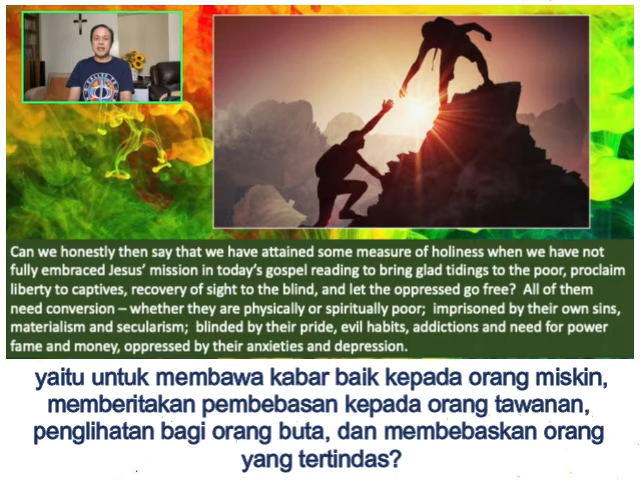 Can we honestly then say that we have attained some measure of holiness when we have not
fully embraced Jesus' mission in today's gospel reading to bring glad tidings to the poor, proclaim
liberty to captives, recovery of sight to the blind, and let the oppressed go free?  All of them
need conversion – whether they are physically or spiritually poor;  imprisoned by their own sins,
materialism and secularism;  blinded by their pride, evil habits, addictions and need for power
fame and money, oppressed by their anxieties and depression.
yaitu untuk membawa kabar baik kepada orang miskin,
memberitakan pembebasan kepada orang tawanan,
penglihatan bagi orang buta, dan membebaskan orang
yang tertindas?